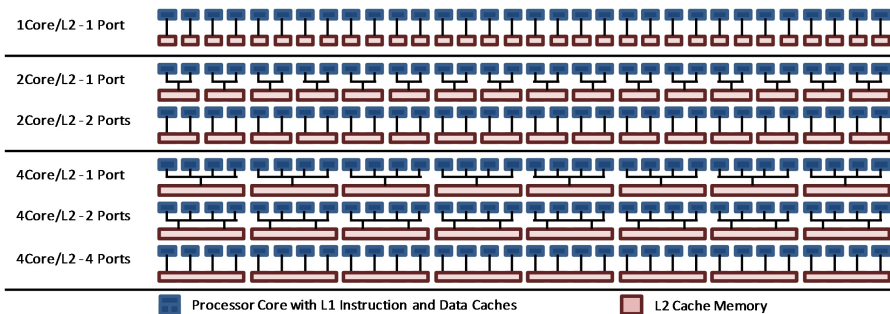 1Core/L2 - 1 Port
2Core/L2 - 1 Port
2Core/L2 - 2 Ports
4Core/L2 - 1 Port
4Core/L2 - 2 Ports
4Core/L2 - 4 Ports
Processor Core with L1 Instruction and Data Caches
L2 Cache Memory